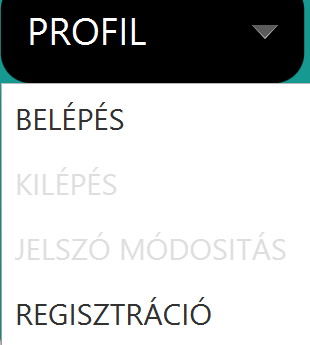 PROFIL
BELÉPÉS
KILÉPÉS
JELSZÓ MÓDOSITÁS
REGISZTRÁCIÓ